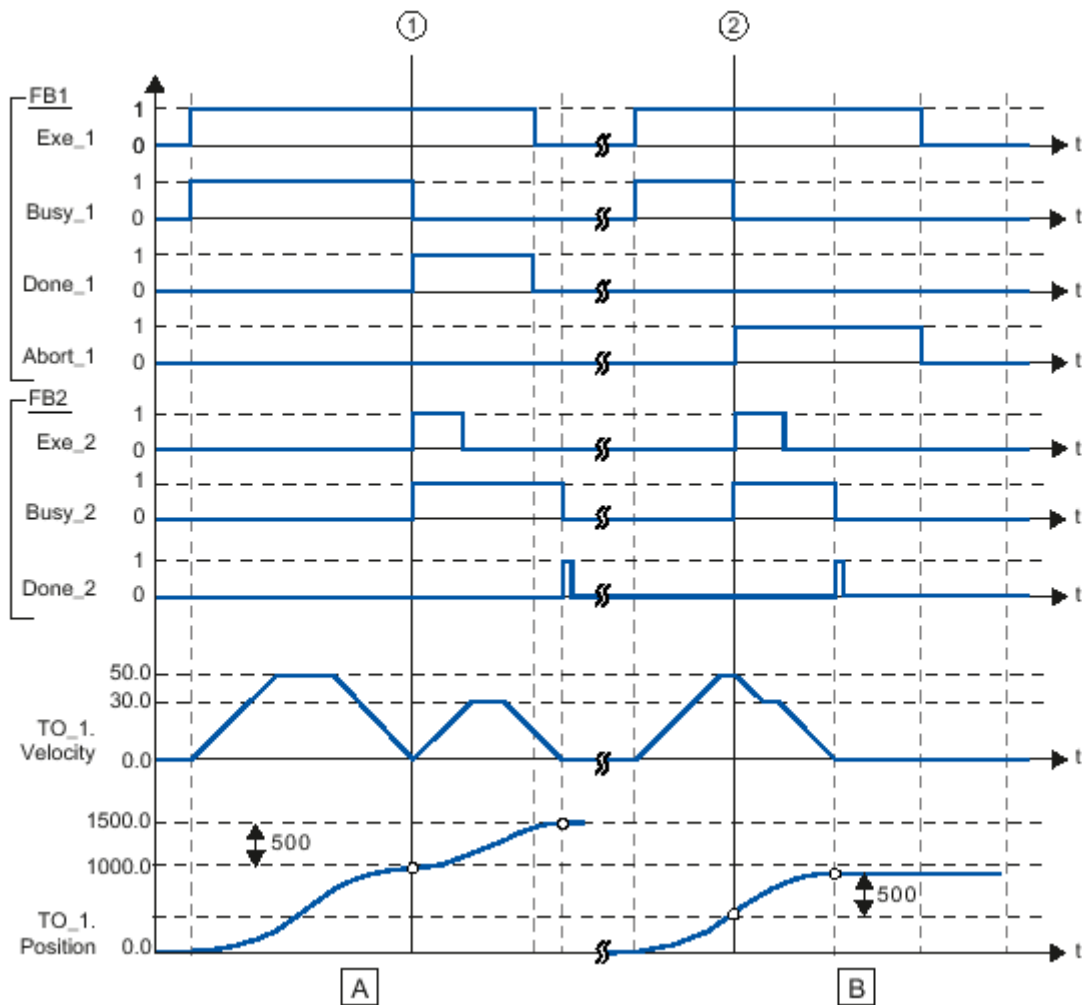 1 2
FB1
1
Exe_1
0
t
1
Busy_1
0
t
1
Done_1
0
t
1
Abort_1
0
t
FB2
1
Exe_2
0
t
1
Busy_2
0
t
1
Done_2
0
t
50.0
30.0
TO_1.
Velocity
0.0
t
1500.0
500
1000.0
500
TO_1.
Position
0.0
t
A B